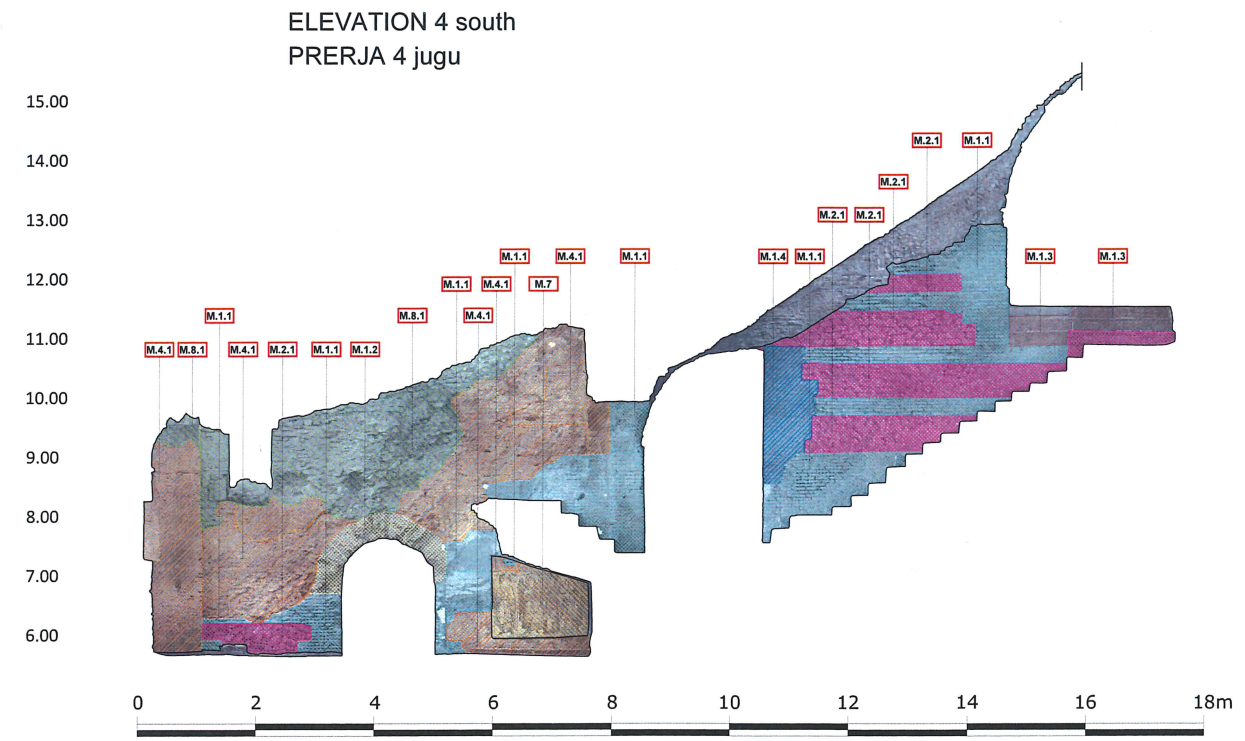 ELEVATION 4 south
PRERJA 4 jugu
15.00
14.00
M.2.1 M.1.1
M.2.1
13.00
M.2.1 M.2.1
M.1.1 M.4.1 M.1.1 M.1.4 M.1.1 M.1.3 M.1.3
12.00
M.1.1 M.4.1 M.7
M.1.1 M.8.1 M.4.1
11.00
M.4.1 M.8.1 M.4.1 M.2.1 M.1.1 M.1.2
10.00
9.00
8.00
7.00
6.00
0 2 4 6 8 10 12 14 16 18m